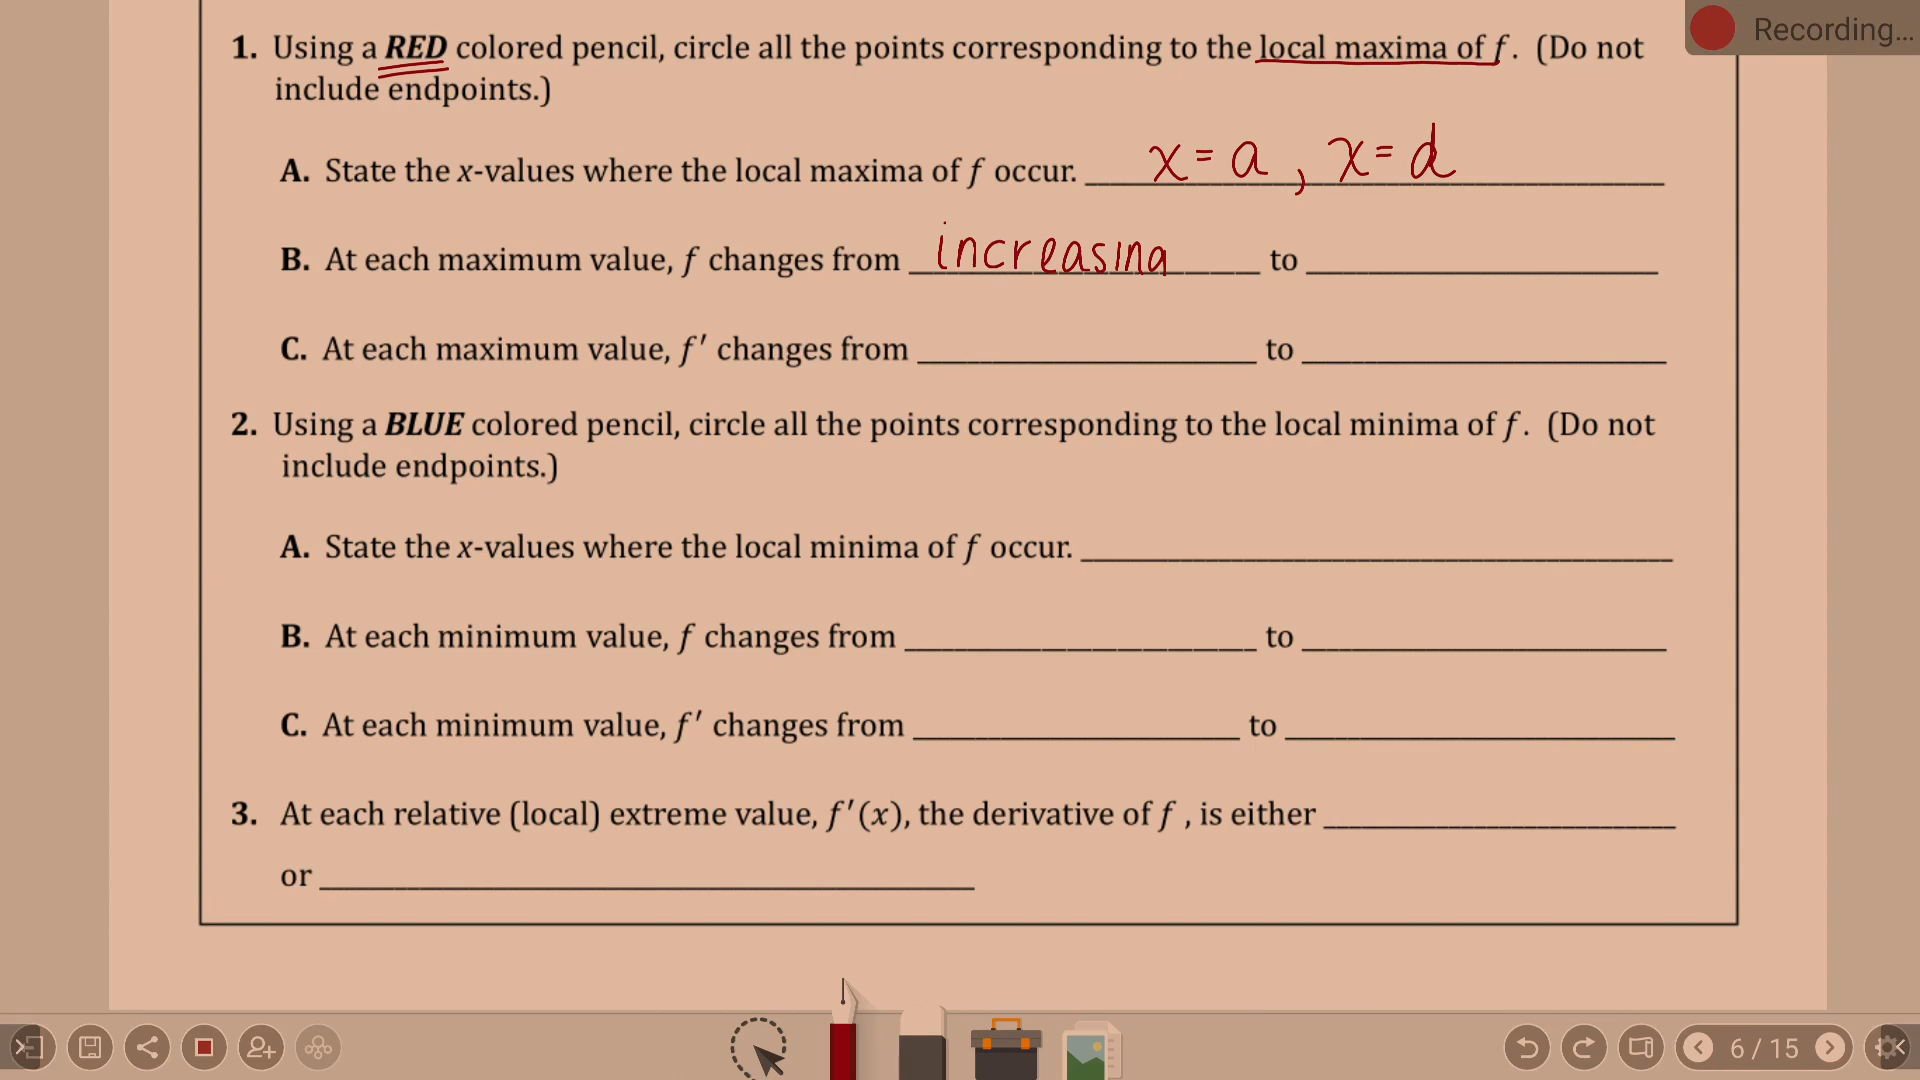 Recording...
1. Using a RED colored pencil, circle all the points corresponding to the local maxima of f. (Do not
include endpoints.)
A. State the x-values where the local maxima of f occur. x = a , x = d
B. At each maximum value, f changes from increasing to
C. At each maximum value, f′ changes from to
2. Using a BLUE colored pencil, circle all the points corresponding to the local minima of f. (Do not
include endpoints.)
A. State the x-values where the local minima of f occur.
B. At each minimum value, f changes from to
C. At each minimum value, f′ changes from to
3. At each relative (local) extreme value, f′(x), the derivative of f , is either
or
6 / 15